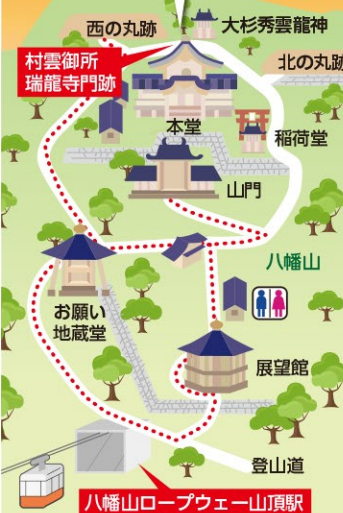 西の丸跡
大杉秀雲龍神
村雲御所
瑞龍寺門跡
北の丸跡
本堂
稲荷堂
山門
八幡山
お願い
地蔵堂
展望館
登山道
八幡山ロープウェー山頂駅